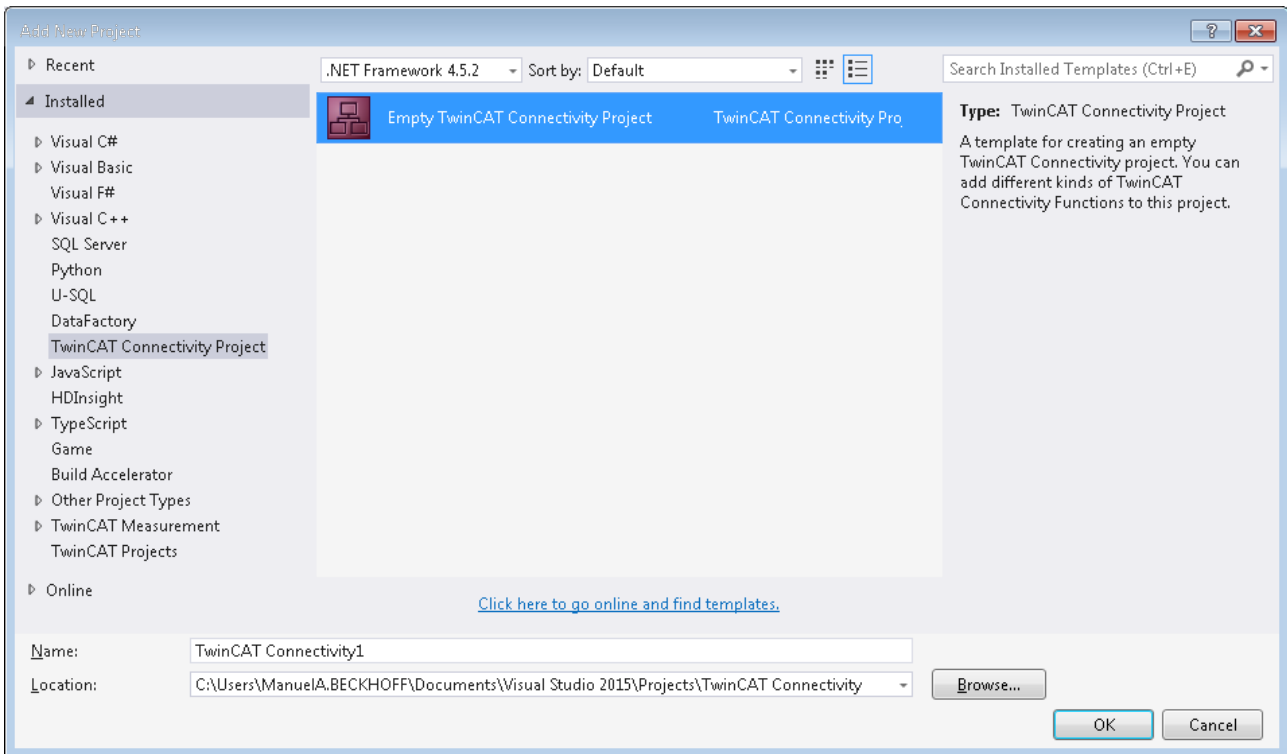 Add New Project
Recent
.NET Framework 4.5.2
Sort by: Default
Search Installed Templates (Ctrl+E)
Installed
Visual C#
Visual Basic
Visual F#
Visual C++
SQL Server
Python
U-SQL
DataFactory
TwinCAT Connectivity Project
JavaScript
HDInsight
TypeScript
Game
Build Accelerator
Other Project Types
TwinCAT Measurement
TwinCAT Projects
Online
Empty TwinCAT Connectivity Project TwinCAT Connectivity Pro
Type: TwinCAT Connectivity Project
A template for creating an empty
TwinCAT Connectivity project. You can
add different kinds of TwinCAT
Connectivity Functions to this project.
Click here to go online and find templates.
Name: TwinCAT Connectivity1
Location: C:\Users\ManuelA.BECKHOFF\Documents\Visual Studio 2015\Projects\TwinCAT Connectivity
Browse...
OK Cancel